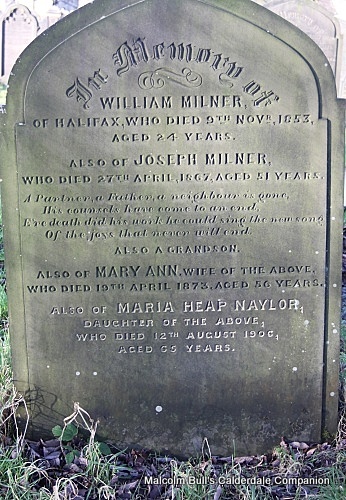 In Memory of
WILLIAM MILNER,
OF HALIFAX, WHO DIED 9TH NOVR, 1853,
AGED 24 YEARS.
ALSO OF JOSEPH MILNER,
WHO DIED 27TH APRIL, 1867, AGED 51 YEARS.
A Partner, a Father, a neighbour is gone,
His counsels have come to an end,
E're death did his work he could sing the new song
Of the joys that never will end.
ALSO A GRANDSON.
ALSO OF MARY ANN, WIFE OF THE ABOVE,
WHO DIED 19TH APRIL 1873, AGED 56 YEARS.
ALSO OF MARIA HEAP NAYLOR,
DAUGHTER OF THE ABOVE,
WHO DIED 12TH AUGUST 1906,
AGED 65 YEARS.
Malcolm Bull's Calderdale Companion